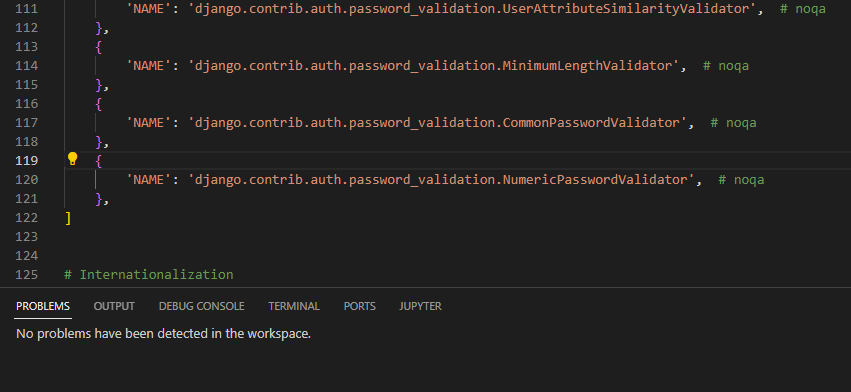 111 'NAME': 'django.contrib.auth.password_validation.UserAttributeSimilarityValidator', # noqa
112 },
113 {
114 'NAME': 'django.contrib.auth.password_validation.MinimumLengthValidator', # noqa
115 },
116 {
117 'NAME': 'django.contrib.auth.password_validation.CommonPasswordValidator', # noqa
118 },
119 {
120 'NAME': 'django.contrib.auth.password_validation.NumericPasswordValidator', # noqa
121 },
122 ]
123
124
125 # Internationalization
PROBLEMS OUTPUT DEBUG CONSOLE TERMINAL PORTS JUPYTER
No problems have been detected in the workspace.